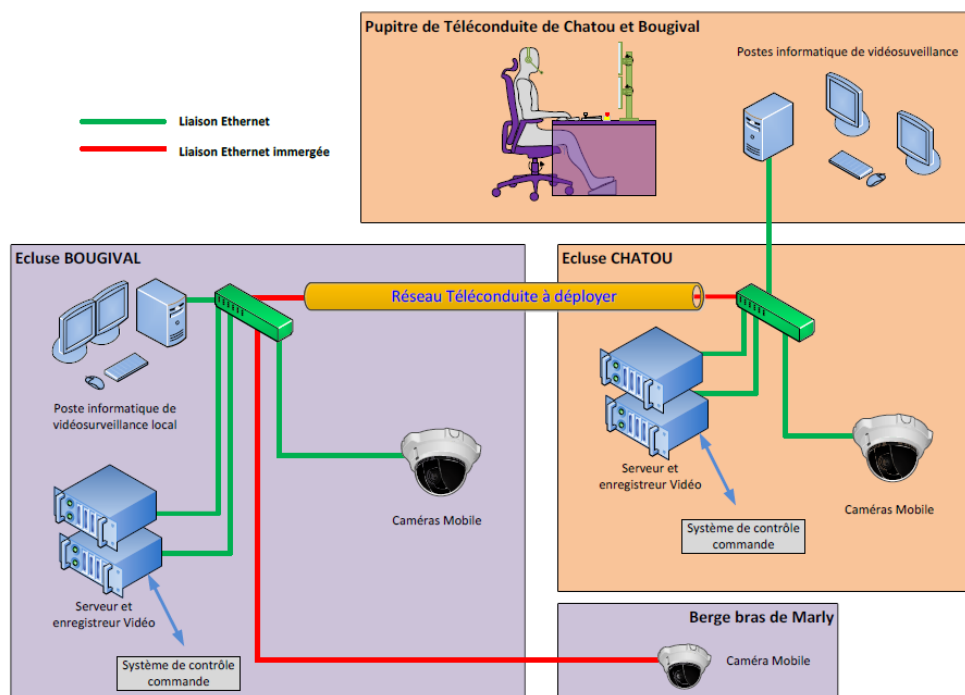 Pupitre de Téléconduite de Chatou et Bougival
Postes informatique de vidéosuveillance
Liaison Ethernet
Liaison Ethernet immergée
Ecluse BOUGIVAL
Ecluse CHATOU
Réseau Téléconduite à déployer
Poste informatique de
vidéosurveillance local
Caméras Mobile
Serveur et
enregistreur Vidéo
Système de contrôle
commande
Serveur et
enregistreur Vidéo
Caméras Mobile
Système de contrôle
commande
Berge bras de Marly
Caméra Mobile